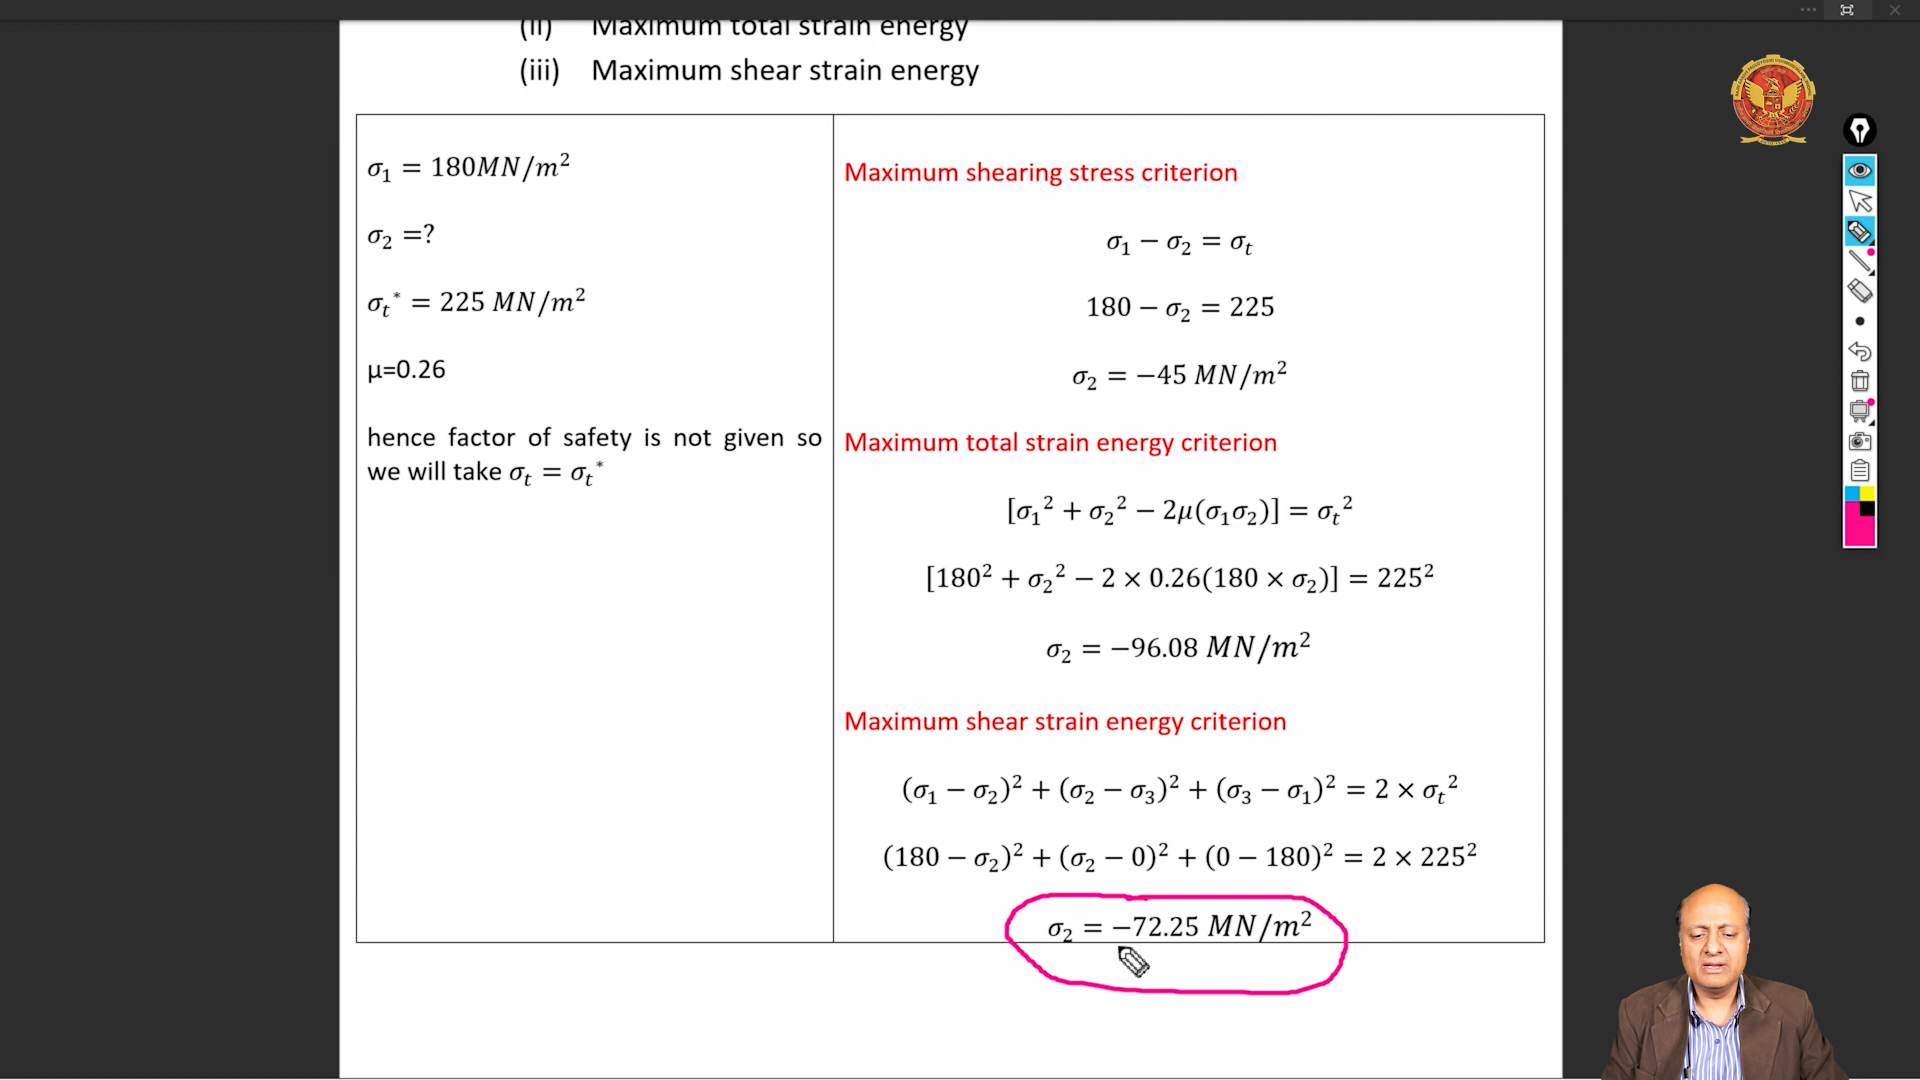 (ii) Maximum total strain energy
(iii) Maximum shear strain energy
σ₁ = 180MN/m²
σ₂ =?
σₜ* = 225 MN/m²
μ=0.26
hence factor of safety is not given so
we will take σₜ = σₜ*
Maximum shearing stress criterion
σ₁ − σ₂ = σₜ
180 − σ₂ = 225
σ₂ = −45 MN/m²
Maximum total strain energy criterion
[σ₁² + σ₂² − 2μ(σ₁σ₂)] = σₜ²
[180² + σ₂² − 2 × 0.26(180 × σ₂)] = 225²
σ₂ = −96.08 MN/m²
Maximum shear strain energy criterion
(σ₁ − σ₂)² + (σ₂ − σ₃)² + (σ₃ − σ₁)² = 2 × σₜ²
(180 − σ₂)² + (σ₂ − 0)² + (0 − 180)² = 2 × 225²
σ₂ = −72.25 MN/m²